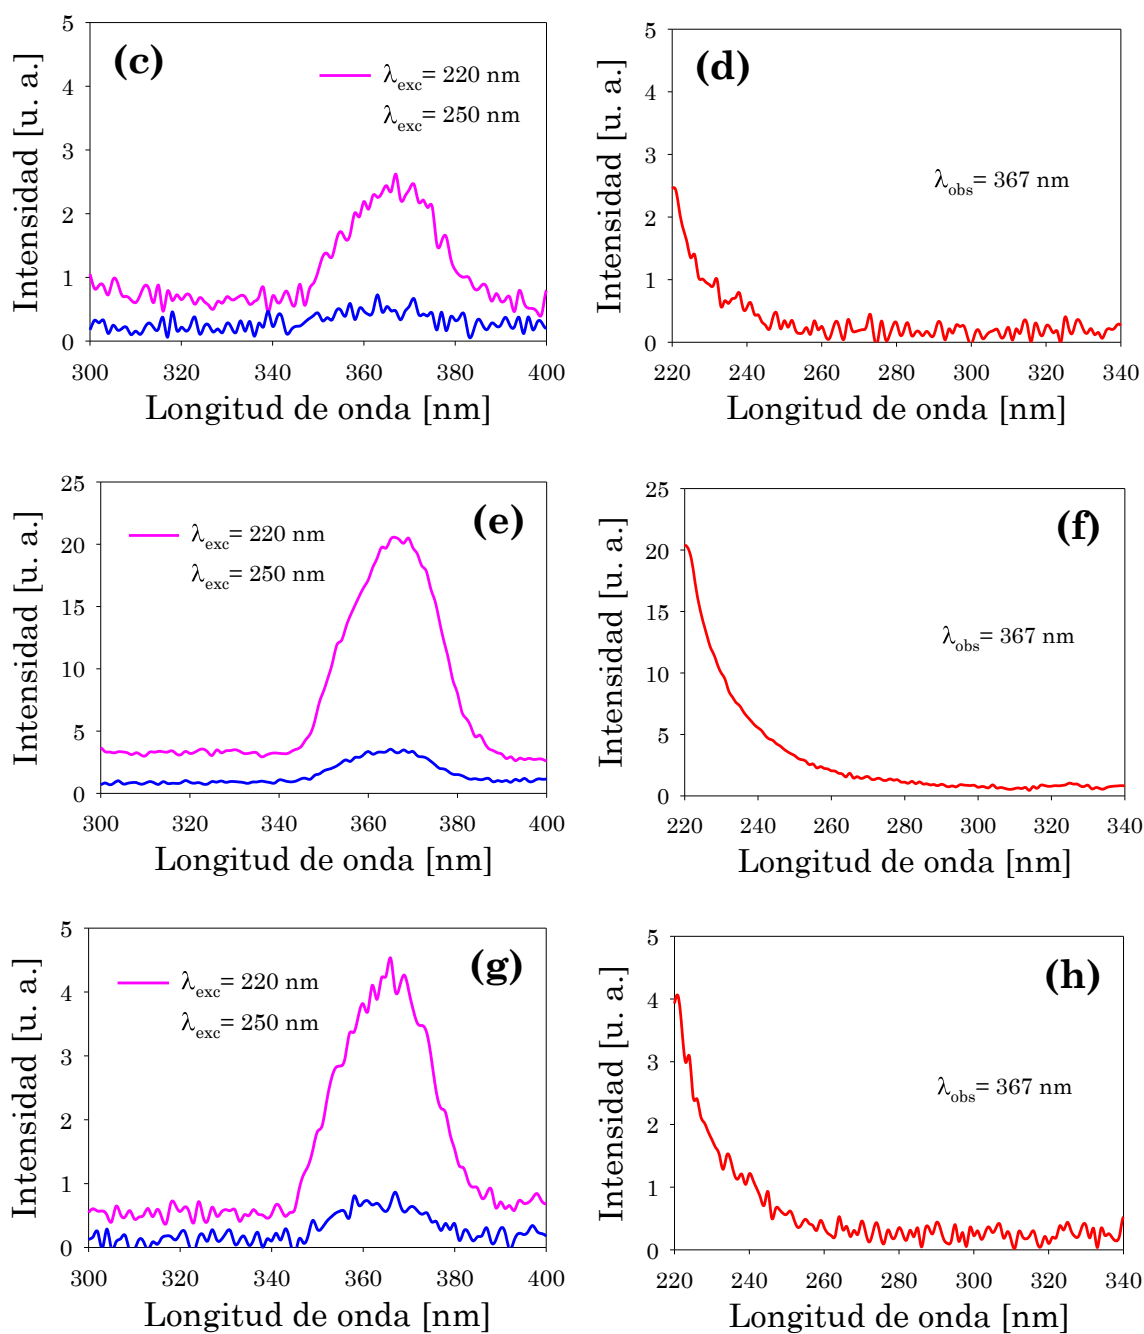 (c)
λexc= 220 nm
λexc= 250 nm
Intensidad [u. a.]
5
4
3
2
1
0
300 320 340 360 380 400
Longitud de onda [nm]
(d)
λobs= 367 nm
Intensidad [u. a.]
5
4
3
2
1
0
220 240 260 280 300 320 340
Longitud de onda [nm]
(e)
λexc= 220 nm
λexc= 250 nm
Intensidad [u. a.]
25
20
15
10
5
0
300 320 340 360 380 400
Longitud de onda [nm]
(f)
λobs= 367 nm
Intensidad [u. a.]
25
20
15
10
5
0
220 240 260 280 300 320 340
Longitud de onda [nm]
(g)
λexc= 220 nm
λexc= 250 nm
Intensidad [u. a.]
5
4
3
2
1
0
300 320 340 360 380 400
Longitud de onda [nm]
(h)
λobs= 367 nm
Intensidad [u. a.]
5
4
3
2
1
0
220 240 260 280 300 320 340
Longitud de onda [nm]